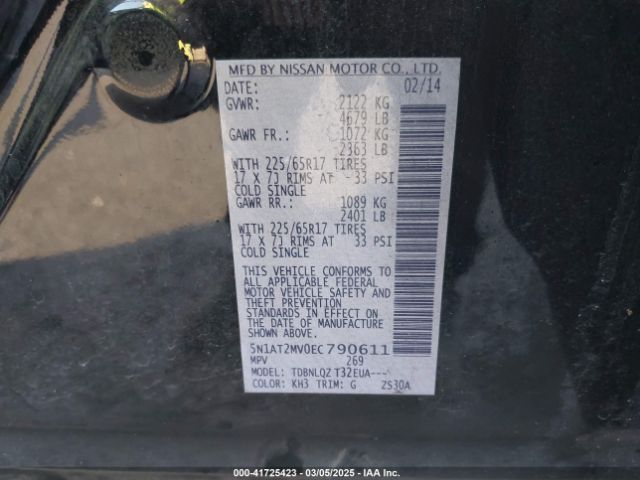 MFD BY NISSAN MOTOR CO., LTD.
DATE: 02/14
GVWR: 2122 KG
4679 LB
GAWR FR.: 1072 KG
2363 LB
WITH 225/65R17 TIRES
17 X 7J RIMS AT 33 PSI
COLD SINGLE
GAWR RR.: 1089 KG
2401 LB
WITH 225/65R17 TIRES
17 X 7J RIMS AT 33 PSI
COLD SINGLE
THIS VEHICLE CONFORMS TO
ALL APPLICABLE FEDERAL
MOTOR VEHICLE SAFETY AND
THEFT PREVENTION
STANDARDS IN EFFECT ON
THE DATE OF MANUFACTURE
SHOWN ABOVE.
5N1AT2MV0EC790611
MPV 269
MODEL: TDBNLQZ T32EUA---
COLOR: KH3 TRIM: G ZS30A
000-41725423 — 03/05/2025 — IAA Inc.